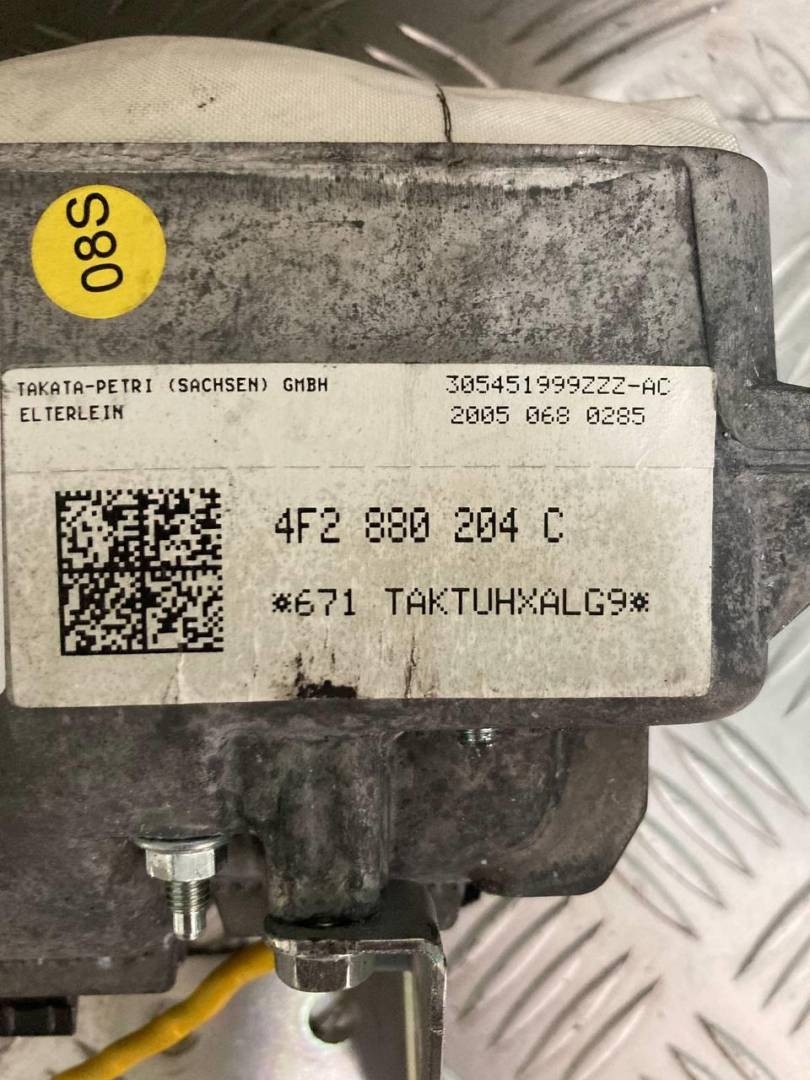 08S
TAKATA-PETRI (SACHSEN) GMBH
ELTERLEIN
305451999ZZZ-AC
2005 068 0285
4F2 880 204 C
*671 TAKTUHXALG9*